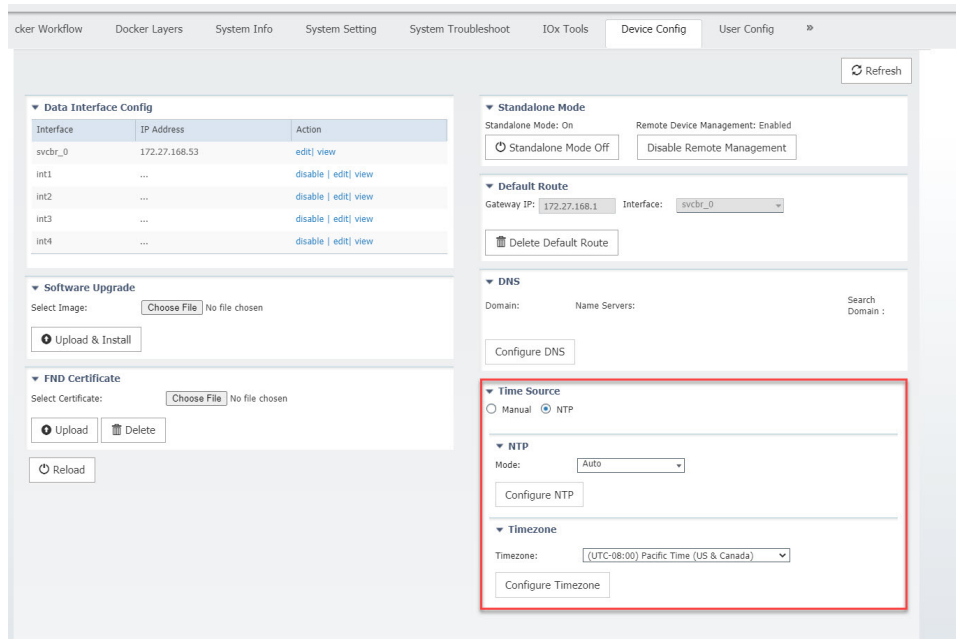 cker Workflow Docker Layers System Info System Setting System Troubleshoot IOx Tools Device Config User Config »
Refresh
Data Interface Config
Interface IP Address Action
svcbr_0 172.27.168.53 edit| view
int1 ... disable | edit| view
int2 ... disable | edit| view
int3 ... disable | edit| view
int4 ... disable | edit| view
Software Upgrade
Select Image: Choose File No file chosen
Upload & Install
FND Certificate
Select Certificate: Choose File No file chosen
Upload Delete
Reload
Standalone Mode
Standalone Mode: On Remote Device Management: Enabled
Standalone Mode Off Disable Remote Management
Default Route
Gateway IP: 172.27.168.1 Interface: svcbr_0
Delete Default Route
DNS
Domain: Name Servers: Search
Domain :
Configure DNS
Time Source
Manual NTP
NTP
Mode: Auto
Configure NTP
Timezone
Timezone: (UTC-08:00) Pacific Time (US & Canada)
Configure Timezone